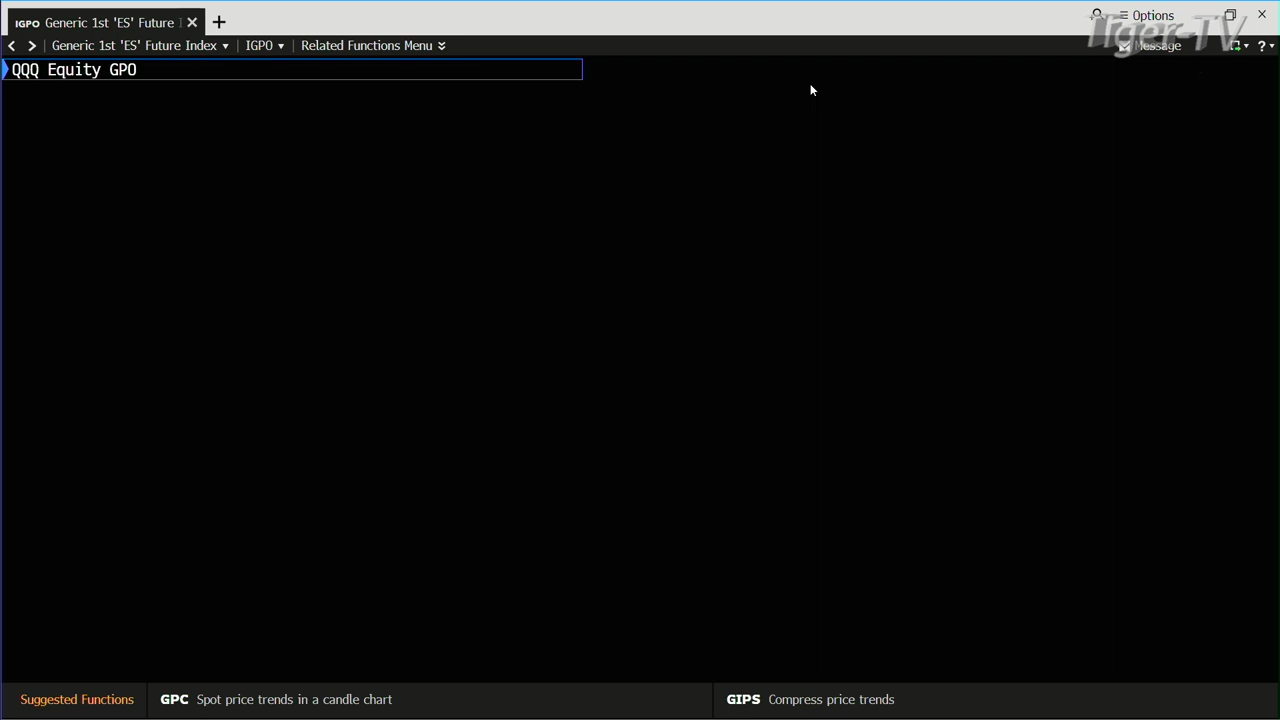 IGPO Generic 1st 'ES' Future
Options
Tiger-TV
Generic 1st 'ES' Future Index IGPO Related Functions Menu Message ?
QQQ Equity GPO
Suggested Functions GPC Spot price trends in a candle chart GIPS Compress price trends